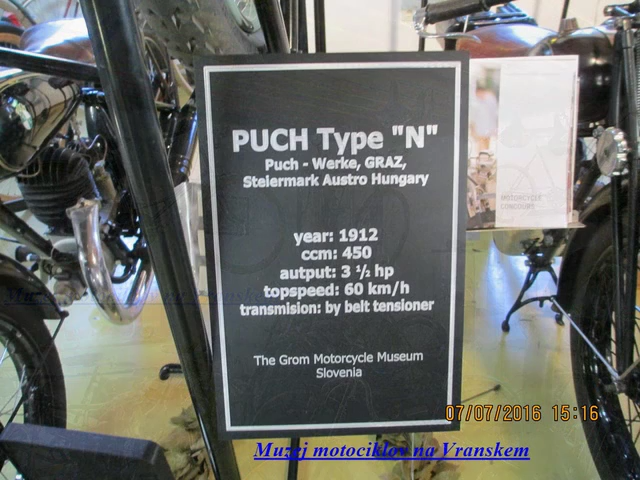 PUCH Type "N"
Puch - Werke, GRAZ,
Steiermark Austro Hungary
year: 1912
ccm: 450
autput: 3 ½ hp
topspeed: 60 km/h
transmision: by belt tensioner
The Grom Motorcycle Museum
Slovenia
MOTORCYCLE
07/07/2016 15:16
Muzej motociklov na Vranskem